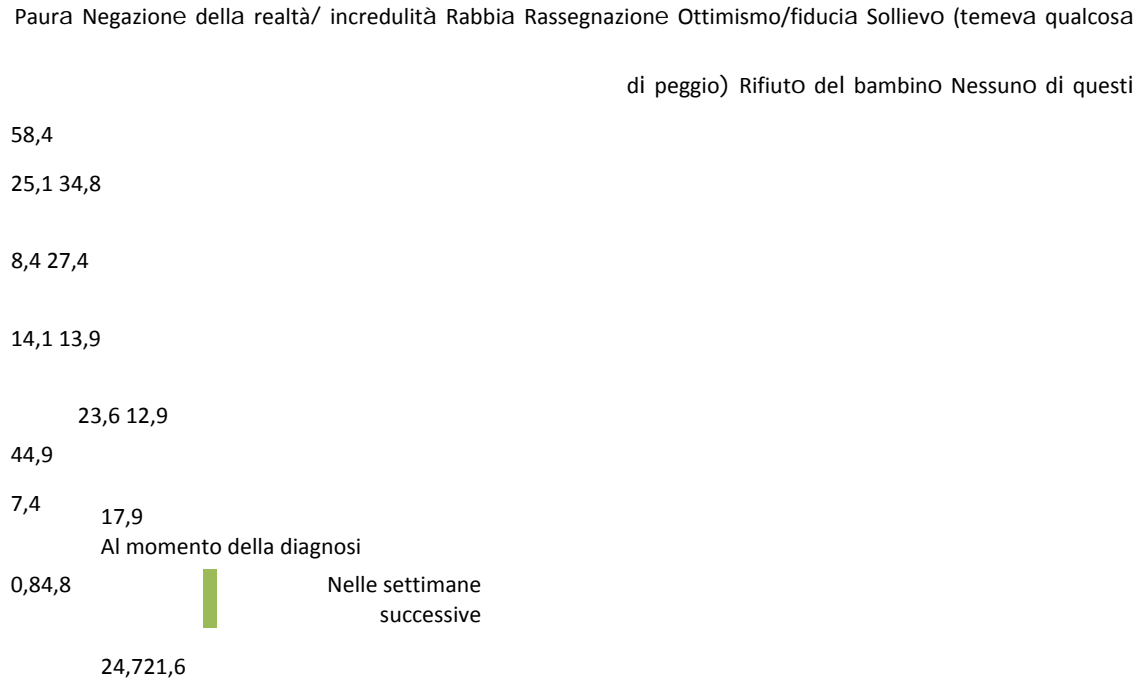 Paura Negazione della realtà/ incredulità Rabbia Rassegnazione Ottimismo/fiducia Sollievo (temeva qualcosa
di peggio) Rifiuto del bambino Nessuno di questi
58,4
25,1 34,8
8,4 27,4
14,1 13,9
23,6 12,9
44,9
7,4
17,9
Al momento della diagnosi
0,84,8 Nelle settimane
successive
24,721,6